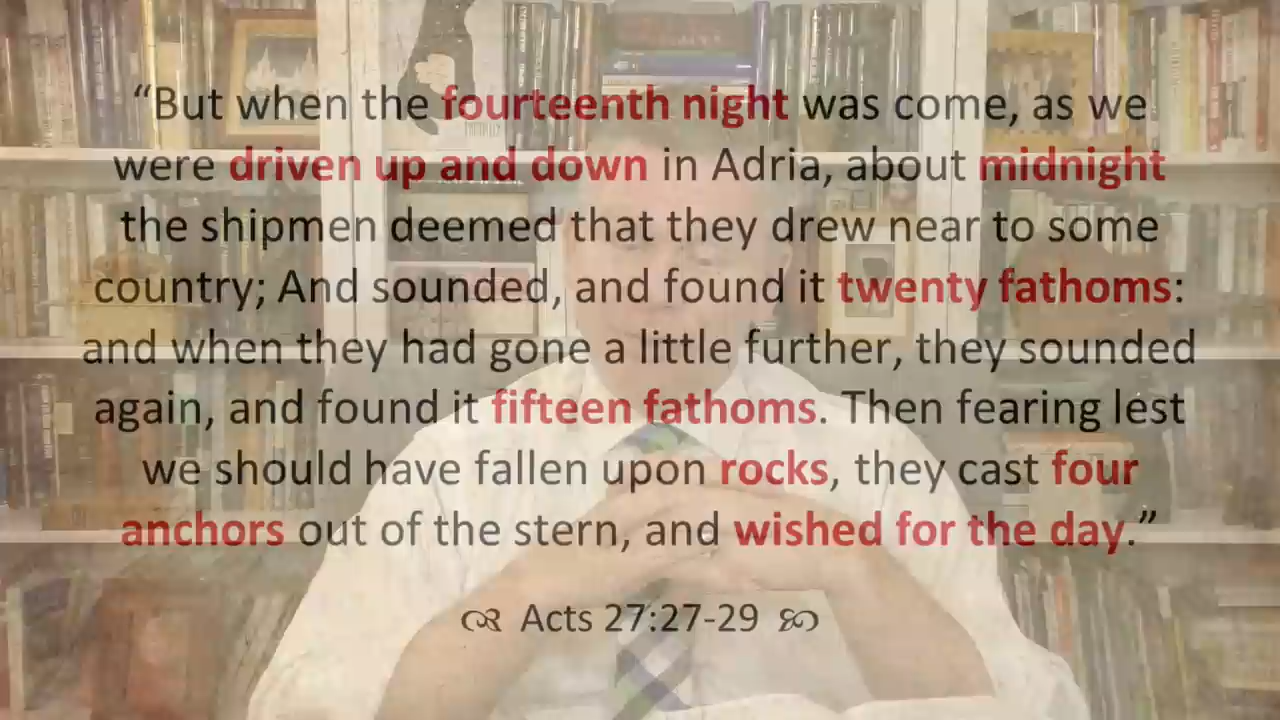 “But when the fourteenth night was come, as we
were driven up and down in Adria, about midnight
the shipmen deemed that they drew near to some
country; And sounded, and found it twenty fathoms:
and when they had gone a little further, they sounded
again, and found it fifteen fathoms. Then fearing lest
we should have fallen upon rocks, they cast four
anchors out of the stern, and wished for the day.”
Acts 27:27-29